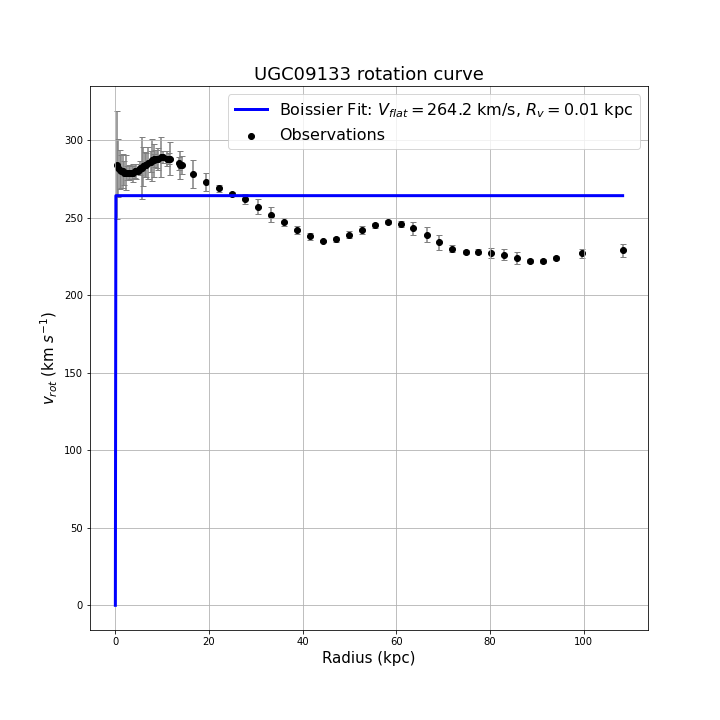 UGC09133 rotation curve
Boissier Fit: $V_{flat} = 264.2$ km/s, $R_v = 0.01$ kpc
Observations
300
250
200
150
100
50
0
$v_{rot}$ (km $s^{-1}$)
0 20 40 60 80 100
Radius (kpc)